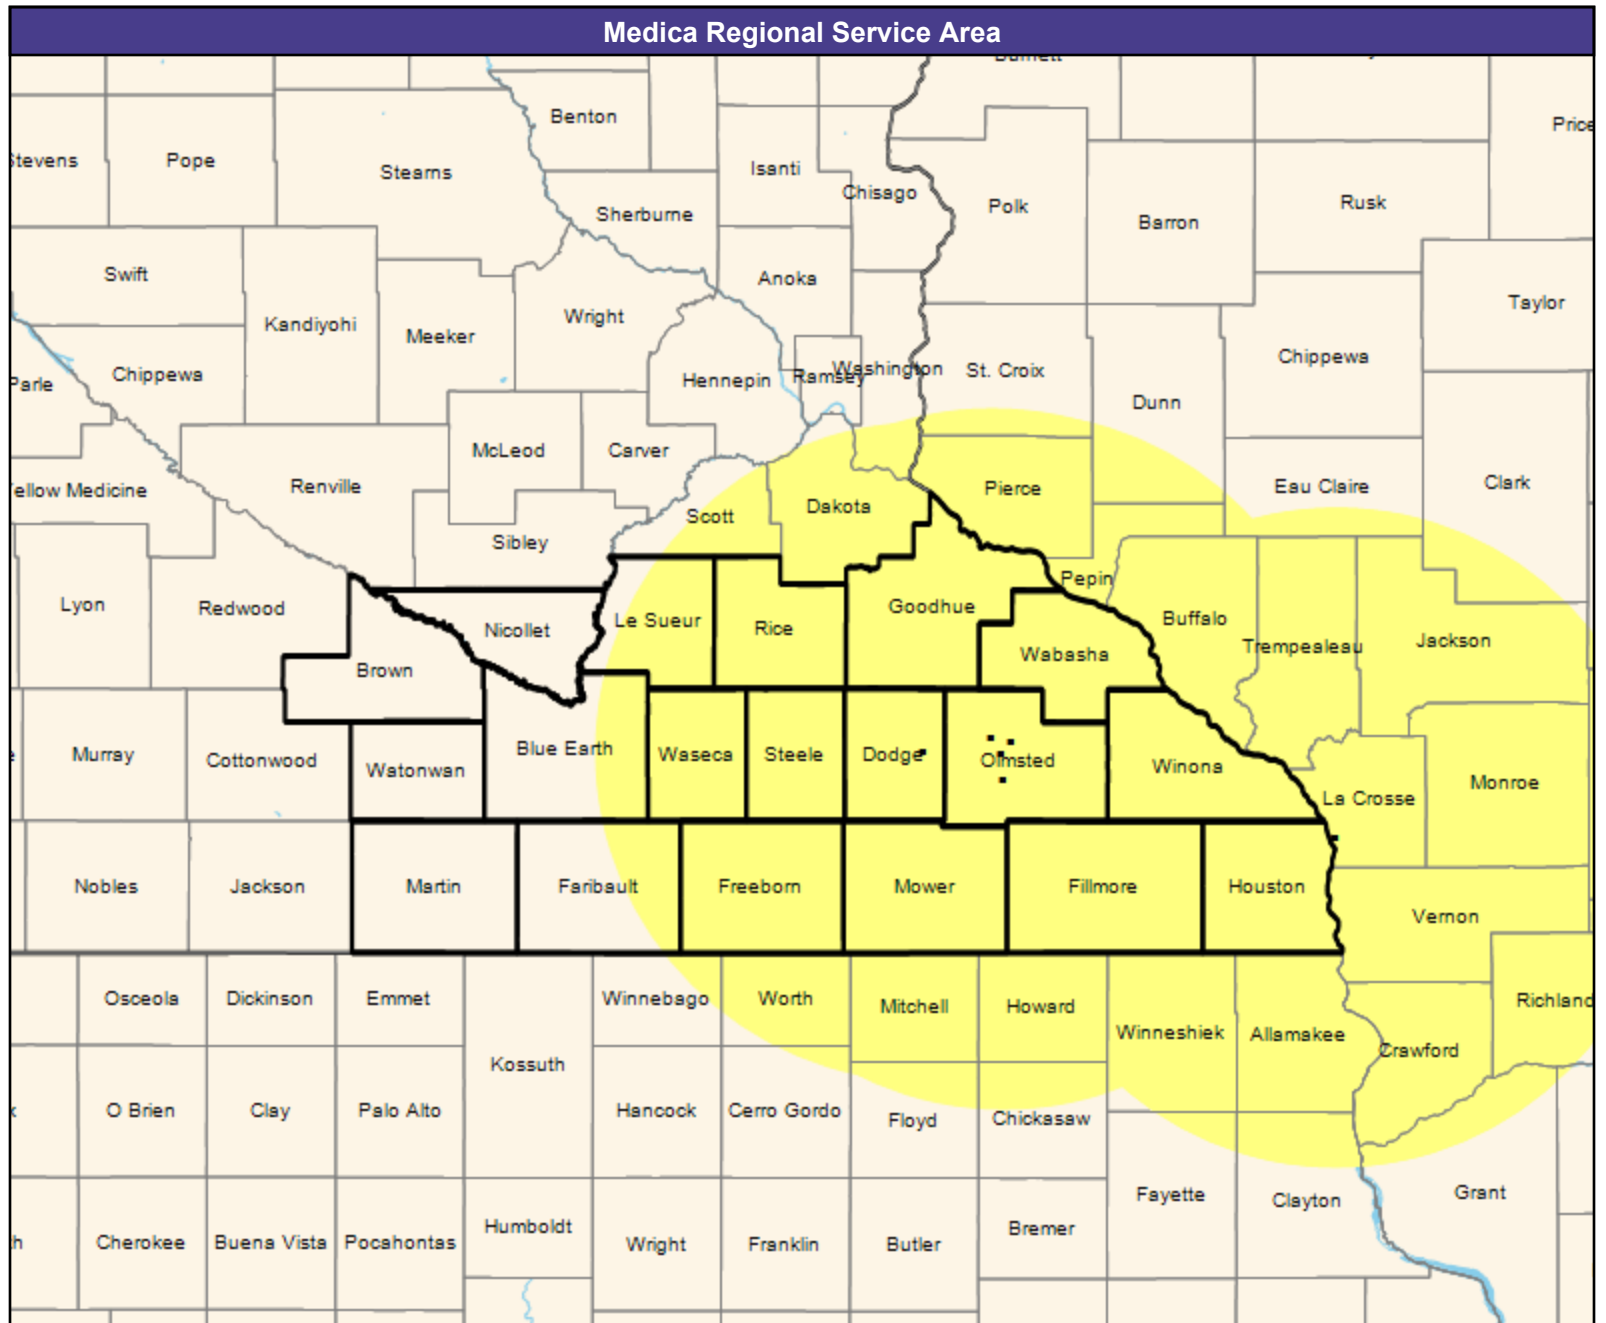 Medica Regional Service Area
Burnett
Benton
Price
Stevens
Pope
Stearns
Isanti
Chisago
Polk
Rusk
Sherburne
Barron
Swift
Anoka
Taylor
Kandiyohi
Wright
Meeker
Chippewa
Chippewa
Parle
Hennepin
Ramsey
Washington
St. Croix
Dunn
McLeod
Carver
Yellow Medicine
Renville
Scott
Dakota
Pierce
Eau Claire
Clark
Sibley
Pepin
Lyon
Redwood
Nicollet
Le Sueur
Rice
Goodhue
Buffalo
Trempealeau
Jackson
Brown
Wabasha
Murray
Cottonwood
Watonwan
Blue Earth
Waseca
Steele
Dodge
Olmsted
Winona
La Crosse
Monroe
Nobles
Jackson
Martin
Faribault
Freeborn
Mower
Fillmore
Houston
Vernon
Osceola
Dickinson
Emmet
Winnebago
Worth
Mitchell
Howard
Winneshiek
Allamakee
Crawford
Richland
Kossuth
O Brien
Clay
Palo Alto
Hancock
Cerro Gordo
Floyd
Chickasaw
Fayette
Clayton
Grant
Cherokee
Buena Vista
Pocahontas
Humboldt
Wright
Franklin
Butler
Bremer